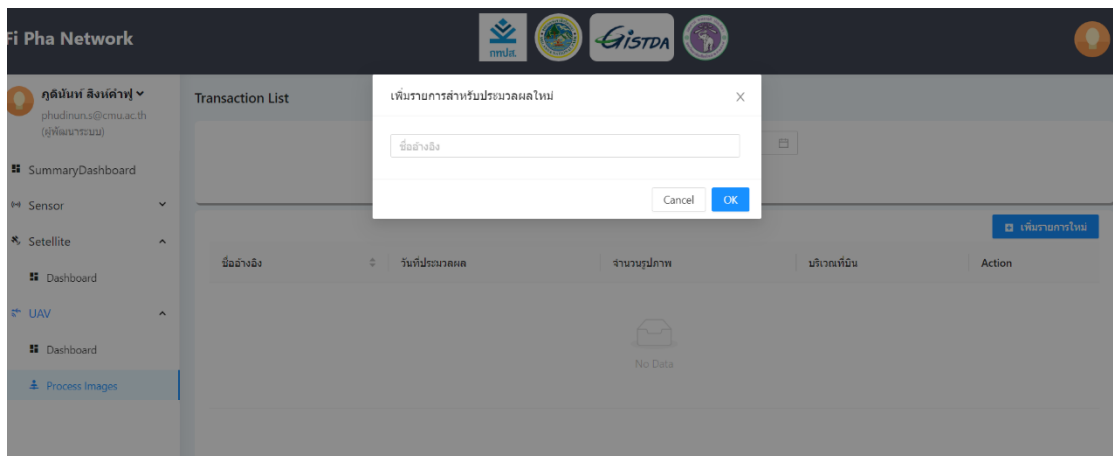 Fi Pha Network
กทปส.
GISTDA
ภูดินันท์ สิงห์คำฟู
phudinun.s@cmu.ac.th
(ผู้พัฒนาระบบ)
SummaryDashboard
Sensor
Setellite
Dashboard
UAV
Dashboard
Process Images
Transaction List
เพิ่มรายการสำหรับประมวลผลใหม่
ชื่ออ้างอิง
Cancel
OK
เพิ่มรายการใหม่
ชื่ออ้างอิง
วันที่ประมวลผล
จำนวนรูปภาพ
บริเวณที่บิน
Action
No Data